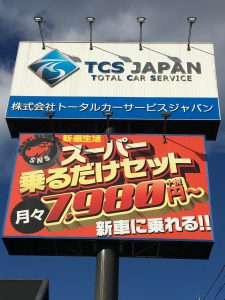 TCS JAPAN
TOTAL CAR SERVICE
株式会社トータルカーサービスジャパン
新車生活
SNS
スーパー
乗るだけセット
月々7,980円〜
新車に乗れる!!